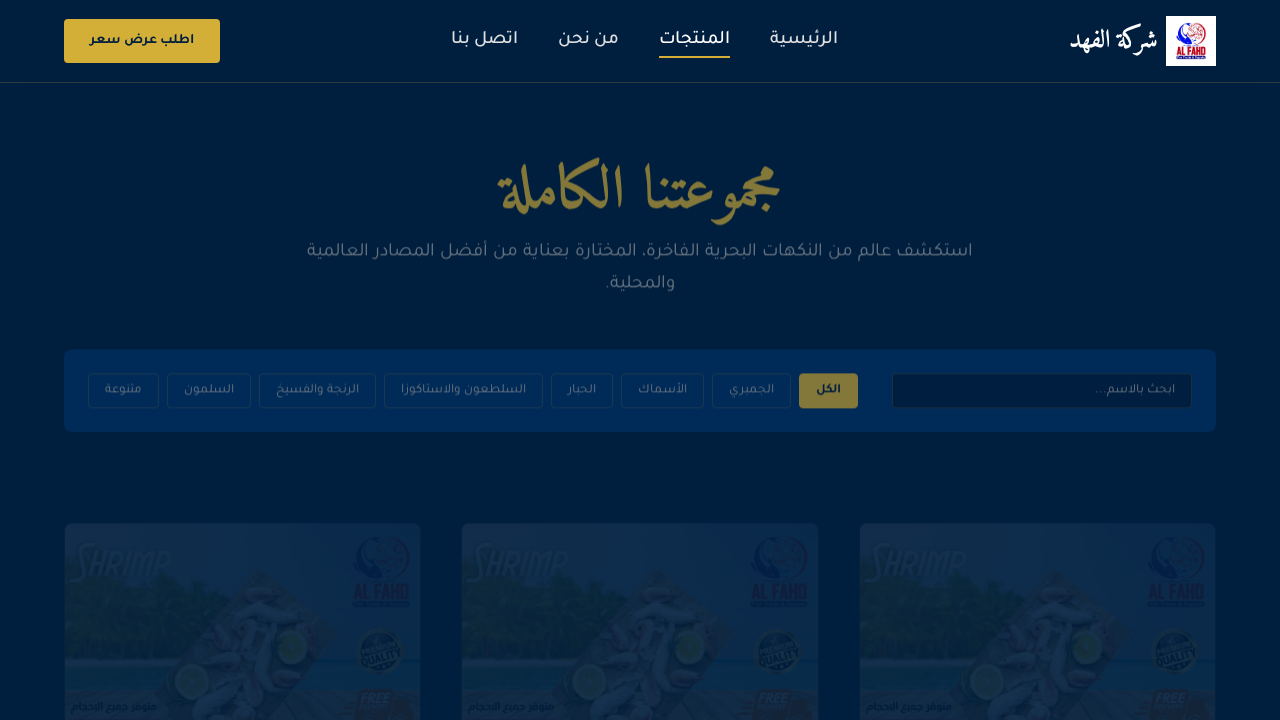 شركة الفهد
AL FAHD
الرئيسية
المنتجات
من نحن
اتصل بنا
اطلب عرض سعر
مجموعتنا الكاملة
استكشف عالم من النكهات البحرية الفاخرة، المختارة بعناية من أفضل المصادر العالمية
والمحلية.
ابحث بالاسم...
الكل
الجمبري
الأسماك
الحبار
السلطعون والاستاكوزا
الرنجة والفسيخ
السلمون
متنوعة
SHRIMP
AL FAHD
PREMIUM
QUALITY
FREE
متوفر جميع الاحجام
SHRIMP
AL FAHD
PREMIUM
QUALITY
FREE
متوفر جميع الاحجام
SHRIMP
AL FAHD
PREMIUM
QUALITY
FREE
متوفر جميع الاحجام